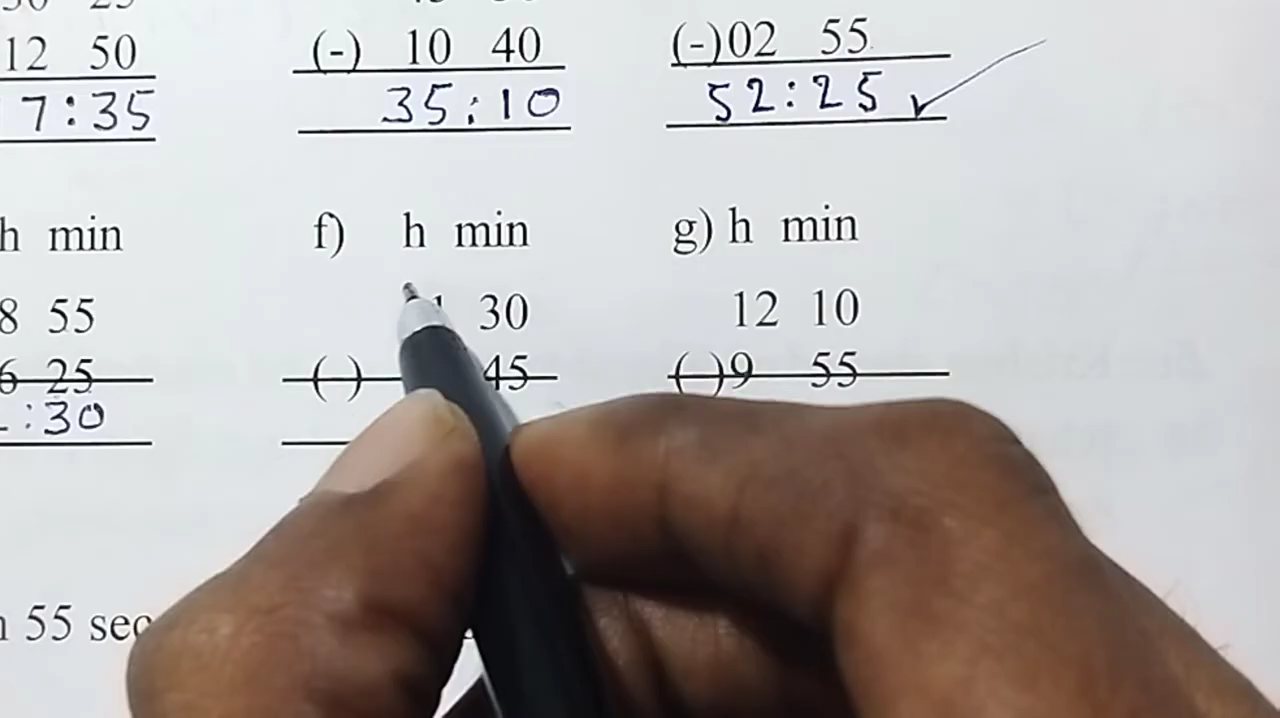 12 50 (-) 10 40 (-)02 55
7:35 35:10 52:25
h min f) h min g) h min
8 55 30 12 10
6 25 ( ) 45 ( )9 55
:30
55 sec